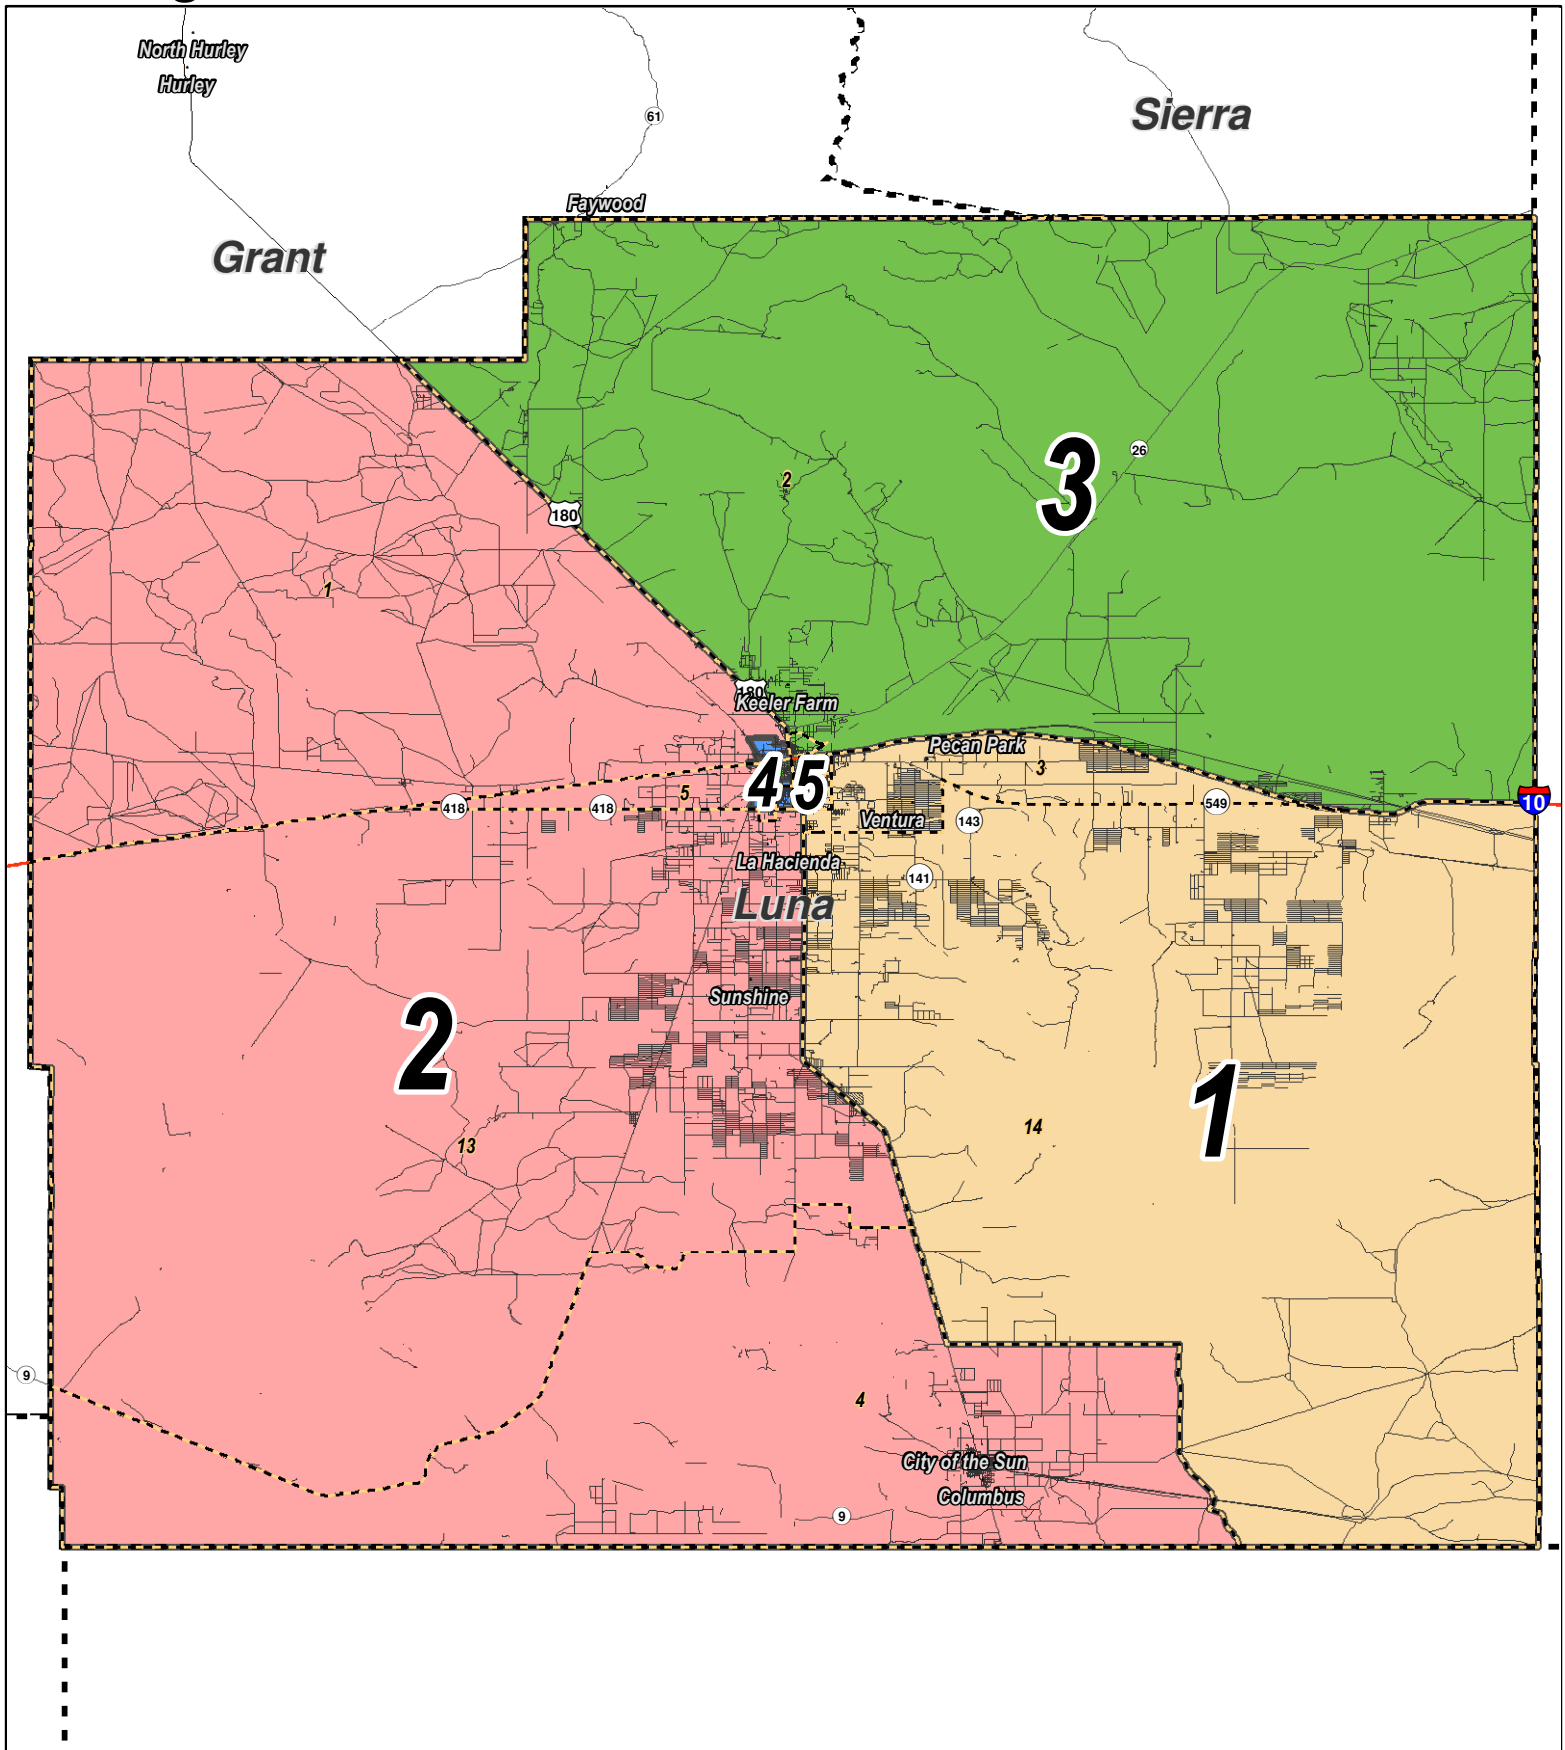 North Hurley
Hurley
61
Sierra
Faywood
Grant
3
26
2
180
1
180
Keeler Farm
Pecan Park
3
4
5
5
418
418
549
10
Ventura
143
La Hacienda
141
Luna
Sunshine
2
1
14
13
9
4
City of the Sun
Columbus
9